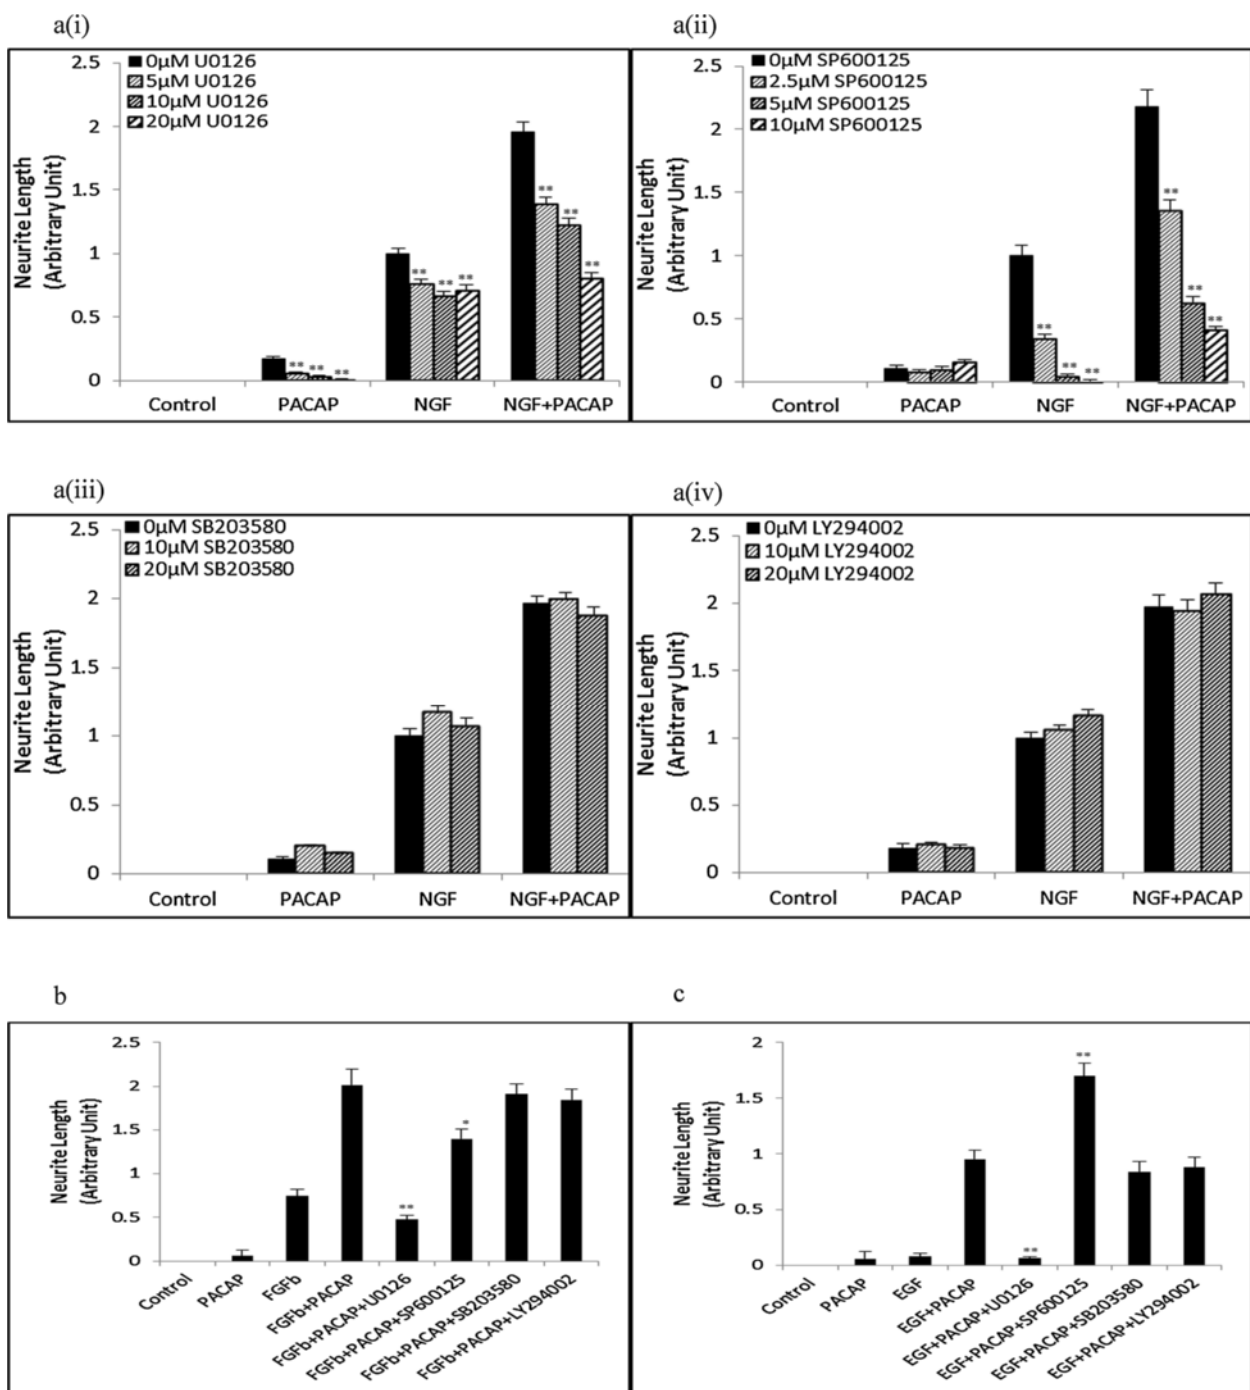 a(i)
a(ii)
0μM U0126
5μM U0126
10μM U0126
20μM U0126
2.5
2
1.5
1
0.5
0
Neurite Length
(Arbitrary Unit)
** ** **
** ** **
** ** **
Control PACAP NGF NGF+PACAP
0μM SP600125
2.5μM SP600125
5μM SP600125
10μM SP600125
2.5
2
1.5
1
0.5
0
Neurite Length
(Arbitrary Unit)
** ** **
** ** **
Control PACAP NGF NGF+PACAP
a(iii)
a(iv)
0μM SB203580
10μM SB203580
20μM SB203580
2.5
2
1.5
1
0.5
0
Neurite Length
(Arbitrary Unit)
Control PACAP NGF NGF+PACAP
0μM LY294002
10μM LY294002
20μM LY294002
2.5
2
1.5
1
0.5
0
Neurite Length
(Arbitrary Unit)
Control PACAP NGF NGF+PACAP
b
c
2.5
2
1.5
1
0.5
0
Neurite Length
(Arbitrary Unit)
**
*
Control
PACAP
FGFb
FGFb+PACAP
FGFb+PACAP+U0126
FGFb+PACAP+SP600125
FGFb+PACAP+SB203580
FGFb+PACAP+LY294002
2
1.5
1
0.5
0
Neurite Length
(Arbitrary Unit)
**
**
Control
PACAP
EGF
EGF+PACAP
EGF+PACAP+U0126
EGF+PACAP+SP600125
EGF+PACAP+SB203580
EGF+PACAP+LY294002